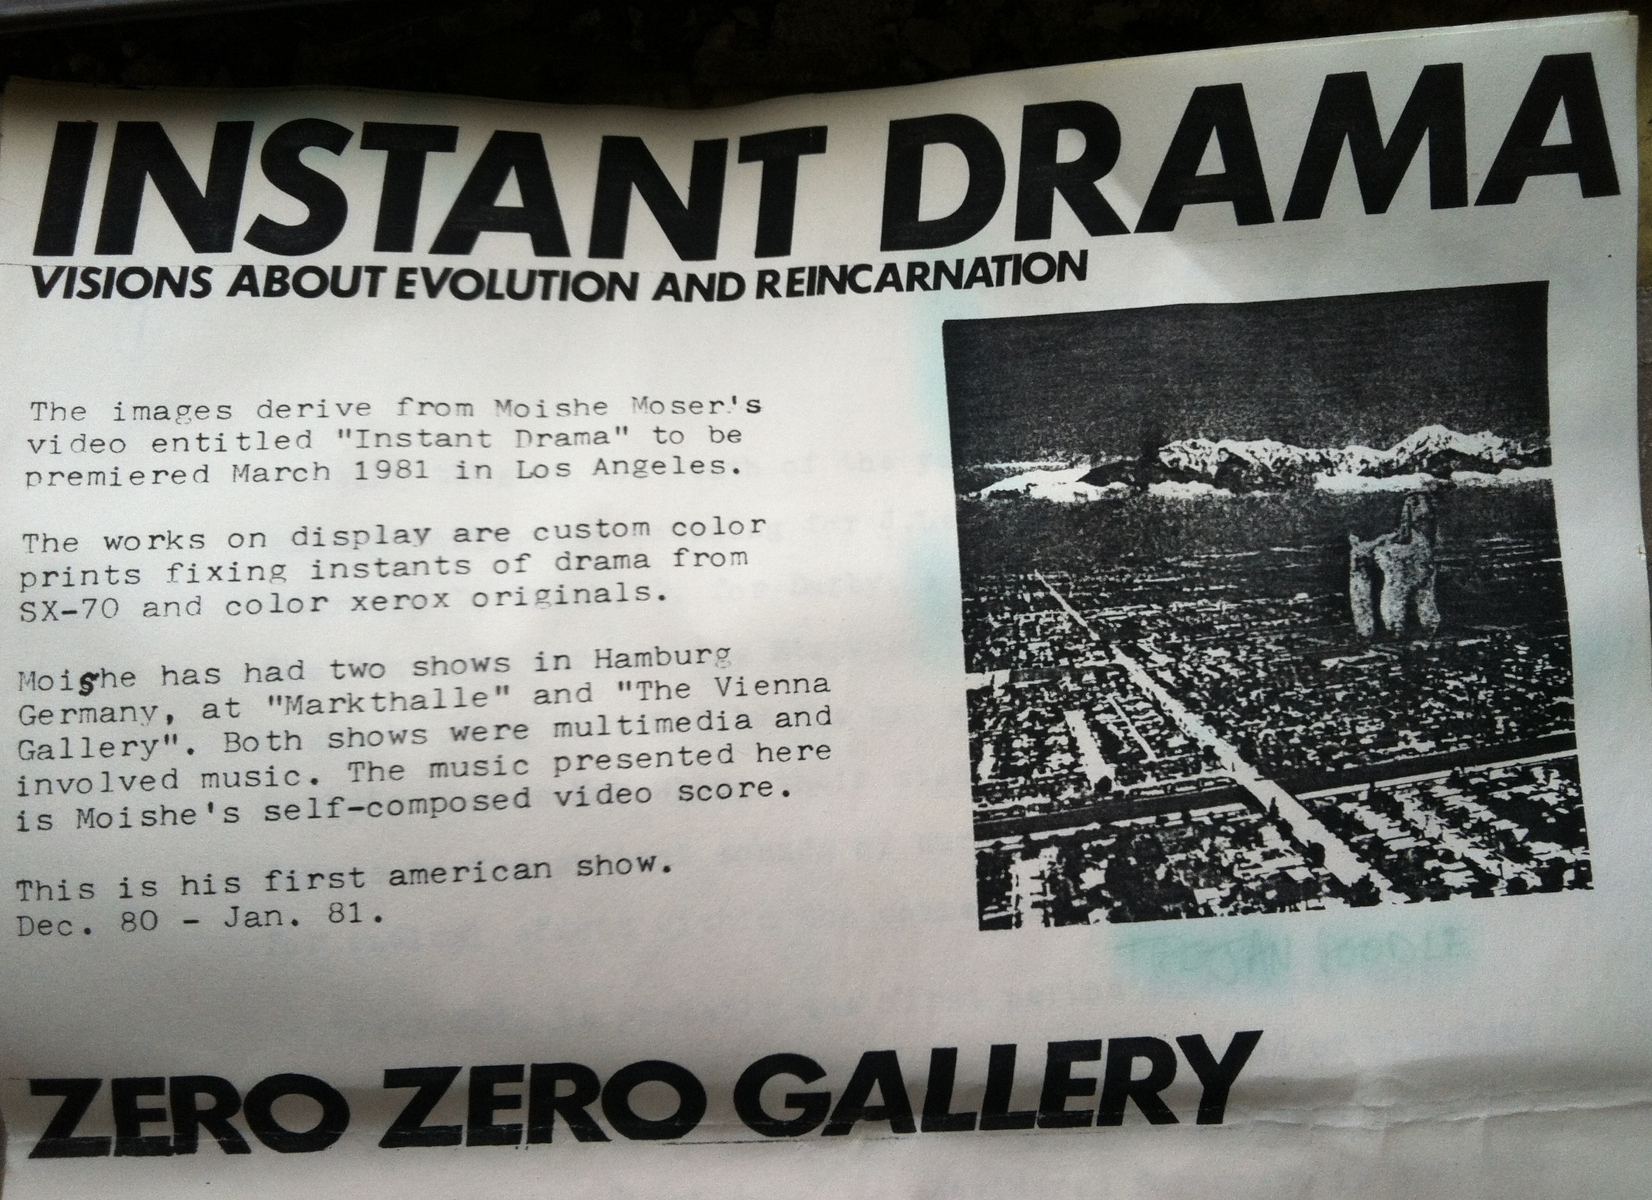 INSTANT DRAMA
VISIONS ABOUT EVOLUTION AND REINCARNATION
The images derive from Moishe Moser's
video entitled "Instant Drama" to be
premiered March 1981 in Los Angeles.
The works on display are custom color
prints fixing instants of drama from
SX-70 and color xerox originals.
Moishe has had two shows in Hamburg
Germany, at "Markthalle" and "The Vienna
Gallery". Both shows were multimedia and
involved music. The music presented here
is Moishe's self-composed video score.
This is his first american show.
Dec. 80 - Jan. 81.
ZERO ZERO GALLERY